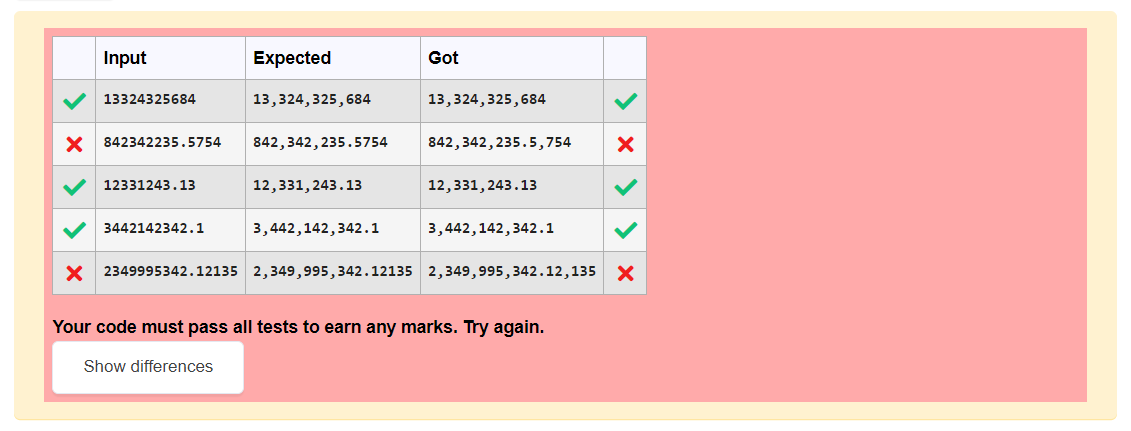 Input Expected Got
13324325684 13,324,325,684 13,324,325,684
842342235.5754 842,342,235.5754 842,342,235.5,754
12331243.13 12,331,243.13 12,331,243.13
3442142342.1 3,442,142,342.1 3,442,142,342.1
2349995342.12135 2,349,995,342.12135 2,349,995,342.12,135
Your code must pass all tests to earn any marks. Try again.
Show differences